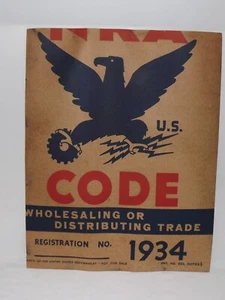 NRA
U.S.
CODE
WHOLESALING OR
DISTRIBUTING TRADE
REGISTRATION NO. 1934